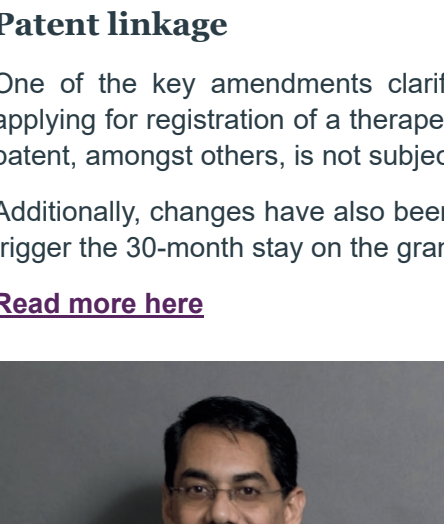 Patent linkage
One of the key amendments clarif
applying for registration of a therape
patent, amongst others, is not subjec
Additionally, changes have also been
trigger the 30-month stay on the gran
Read more here